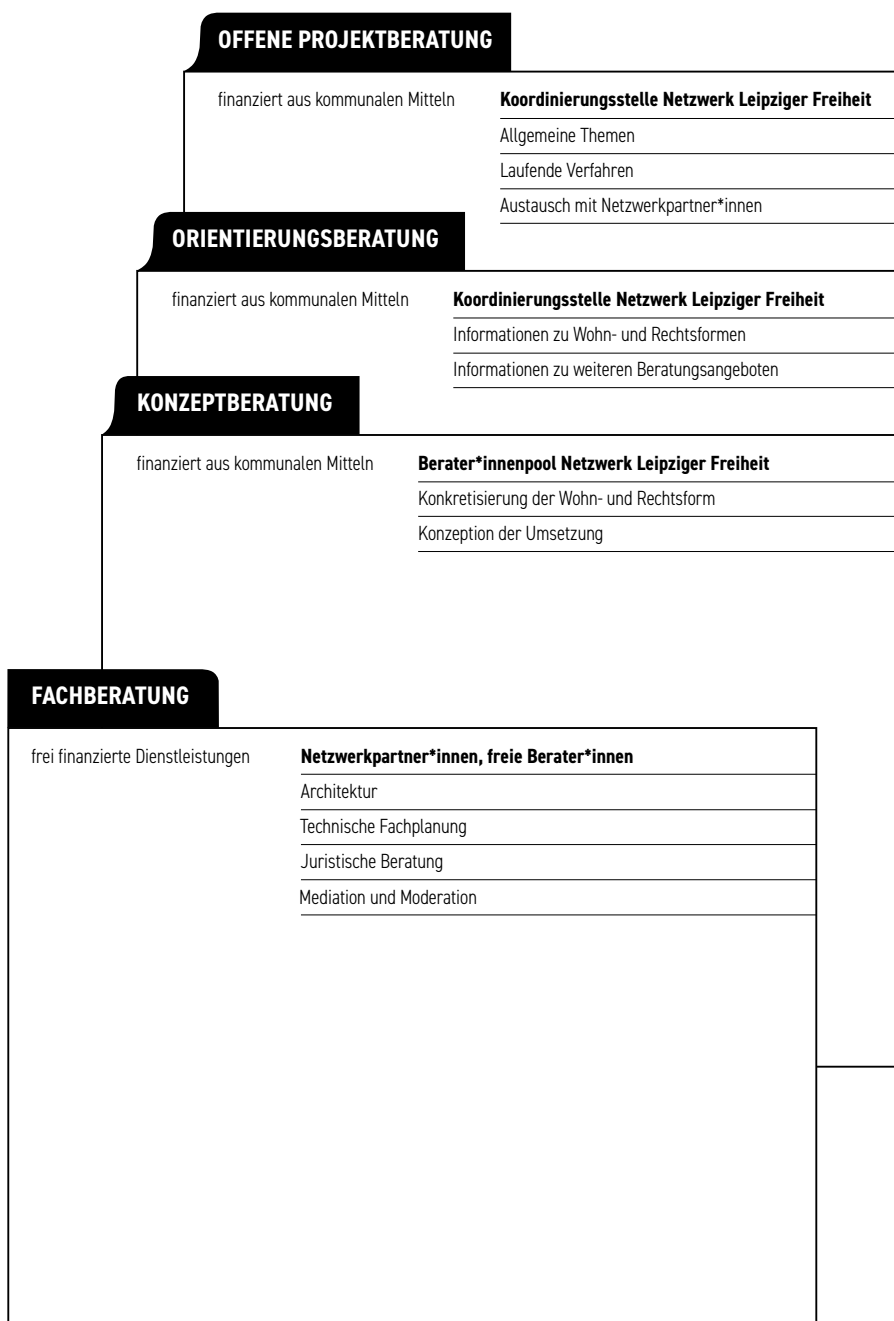 OFFENE PROJEKTBERATUNG
finanziert aus kommunalen Mitteln
Koordinierungsstelle Netzwerk Leipziger Freiheit
Allgemeine Themen
Laufende Verfahren
Austausch mit Netzwerkpartner*innen
ORIENTIERUNGSBERATUNG
finanziert aus kommunalen Mitteln
Koordinierungsstelle Netzwerk Leipziger Freiheit
Informationen zu Wohn- und Rechtsformen
Informationen zu weiteren Beratungsangeboten
KONZEPTBERATUNG
finanziert aus kommunalen Mitteln
Berater*innenpool Netzwerk Leipziger Freiheit
Konkretisierung der Wohn- und Rechtsform
Konzeption der Umsetzung
FACHBERATUNG
frei finanzierte Dienstleistungen
Netzwerkpartner*innen, freie Berater*innen
Architektur
Technische Fachplanung
Juristische Beratung
Mediation und Moderation